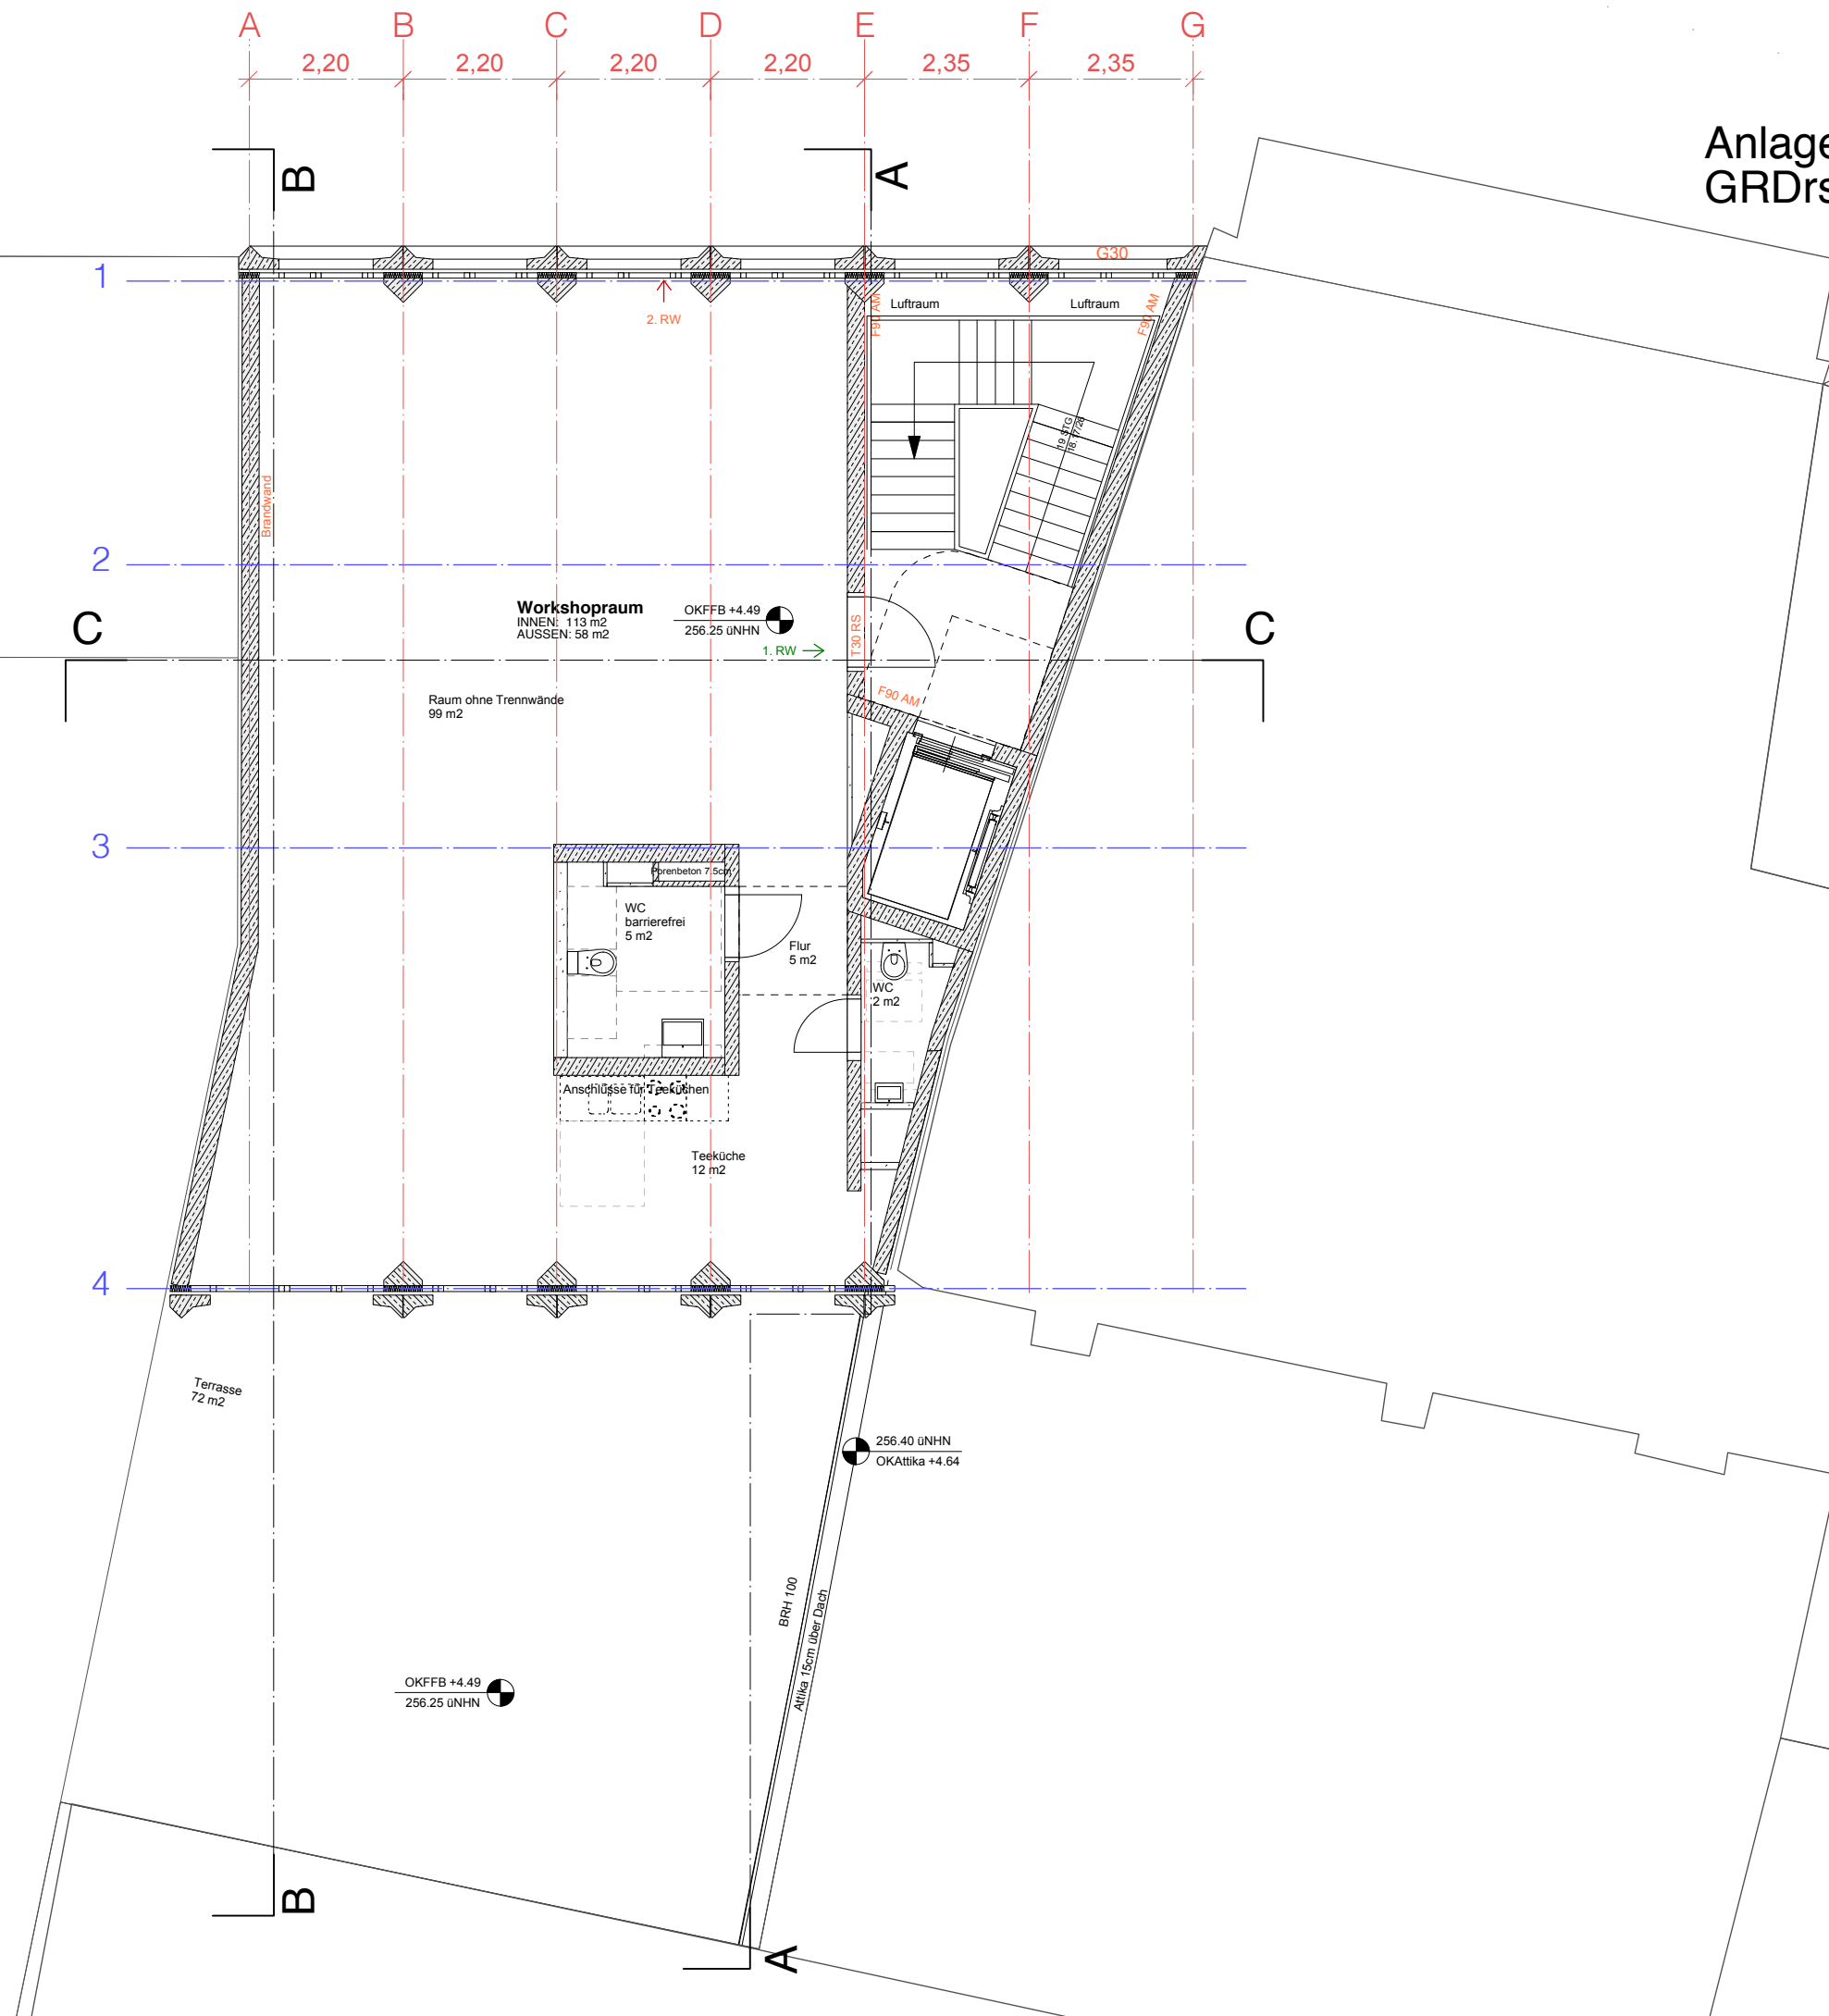 A B C D E F G
2,20 2,20 2,20 2,20 2,35 2,35
Anlage
GRDrs
B
A
G30
1
Luftraum
Luftraum
F90 AM
F90 AM
2. RW
19 STG
Brandwand
2
Workshopraum
INNEN: 113 m2
AUSSEN: 58 m2
OKFFB +4.49
256.25 üNHN
C
C
T30 RS
1. RW
F90 AM
Raum ohne Trennwände
99 m2
3
Porenbeton 7.5cm
WC
barrierefrei
5 m2
Flur
5 m2
WC
2 m2
Anschlüsse für Teeküchen
Teeküche
12 m2
4
Terrasse
72 m2
256.40 üNHN
OKAttika +4.64
BRH 100
Attika 15cm über Dach
OKFFB +4.49
256.25 üNHN
B
A